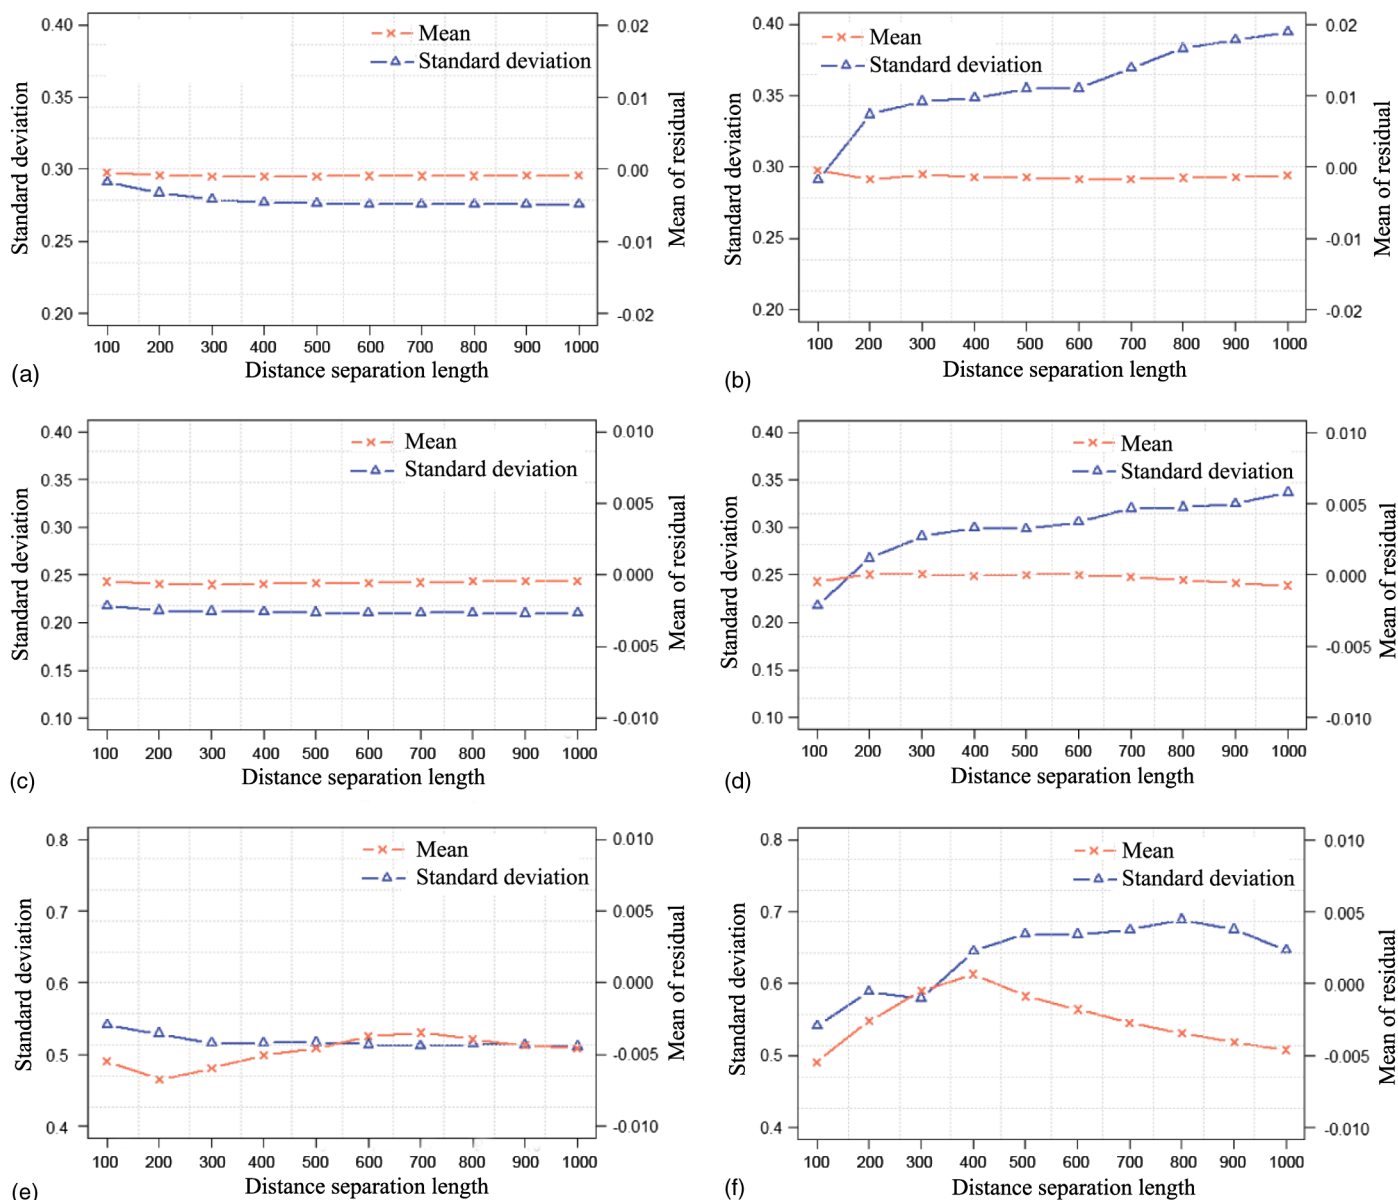 0.40
0.35
0.30
0.25
0.20
Standard deviation
Mean
Standard deviation
0.02
0.01
0.00
-0.01
-0.02
Mean of residual
100 200 300 400 500 600 700 800 900 1000
Distance separation length
(a)
0.40
0.35
0.30
0.25
0.20
Standard deviation
Mean
Standard deviation
0.02
0.01
0.00
-0.01
-0.02
Mean of residual
100 200 300 400 500 600 700 800 900 1000
Distance separation length
(b)
0.40
0.35
0.30
0.25
0.20
0.15
0.10
Standard deviation
Mean
Standard deviation
0.010
0.005
0.000
-0.005
-0.010
Mean of residual
100 200 300 400 500 600 700 800 900 1000
Distance separation length
(c)
0.40
0.35
0.30
0.25
0.20
0.15
0.10
Standard deviation
Mean
Standard deviation
0.010
0.005
0.000
-0.005
-0.010
Mean of residual
100 200 300 400 500 600 700 800 900 1000
Distance separation length
(d)
0.8
0.7
0.6
0.5
0.4
Standard deviation
Mean
Standard deviation
0.010
0.005
0.000
-0.005
-0.010
Mean of residual
100 200 300 400 500 600 700 800 900 1000
Distance separation length
(e)
0.8
0.7
0.6
0.5
0.4
Standard deviation
Mean
Standard deviation
0.010
0.005
0.000
-0.005
-0.010
Mean of residual
100 200 300 400 500 600 700 800 900 1000
Distance separation length
(f)